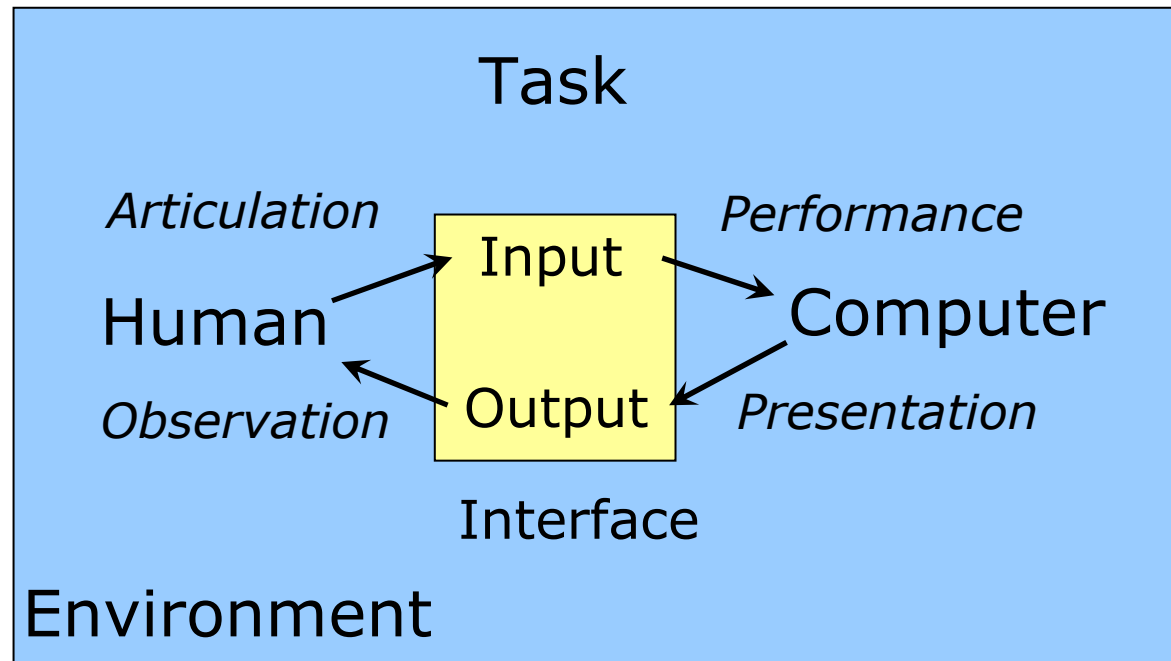 Task
Articulation
Performance
Input
Human
Computer
Output
Observation
Presentation
Interface
Environment